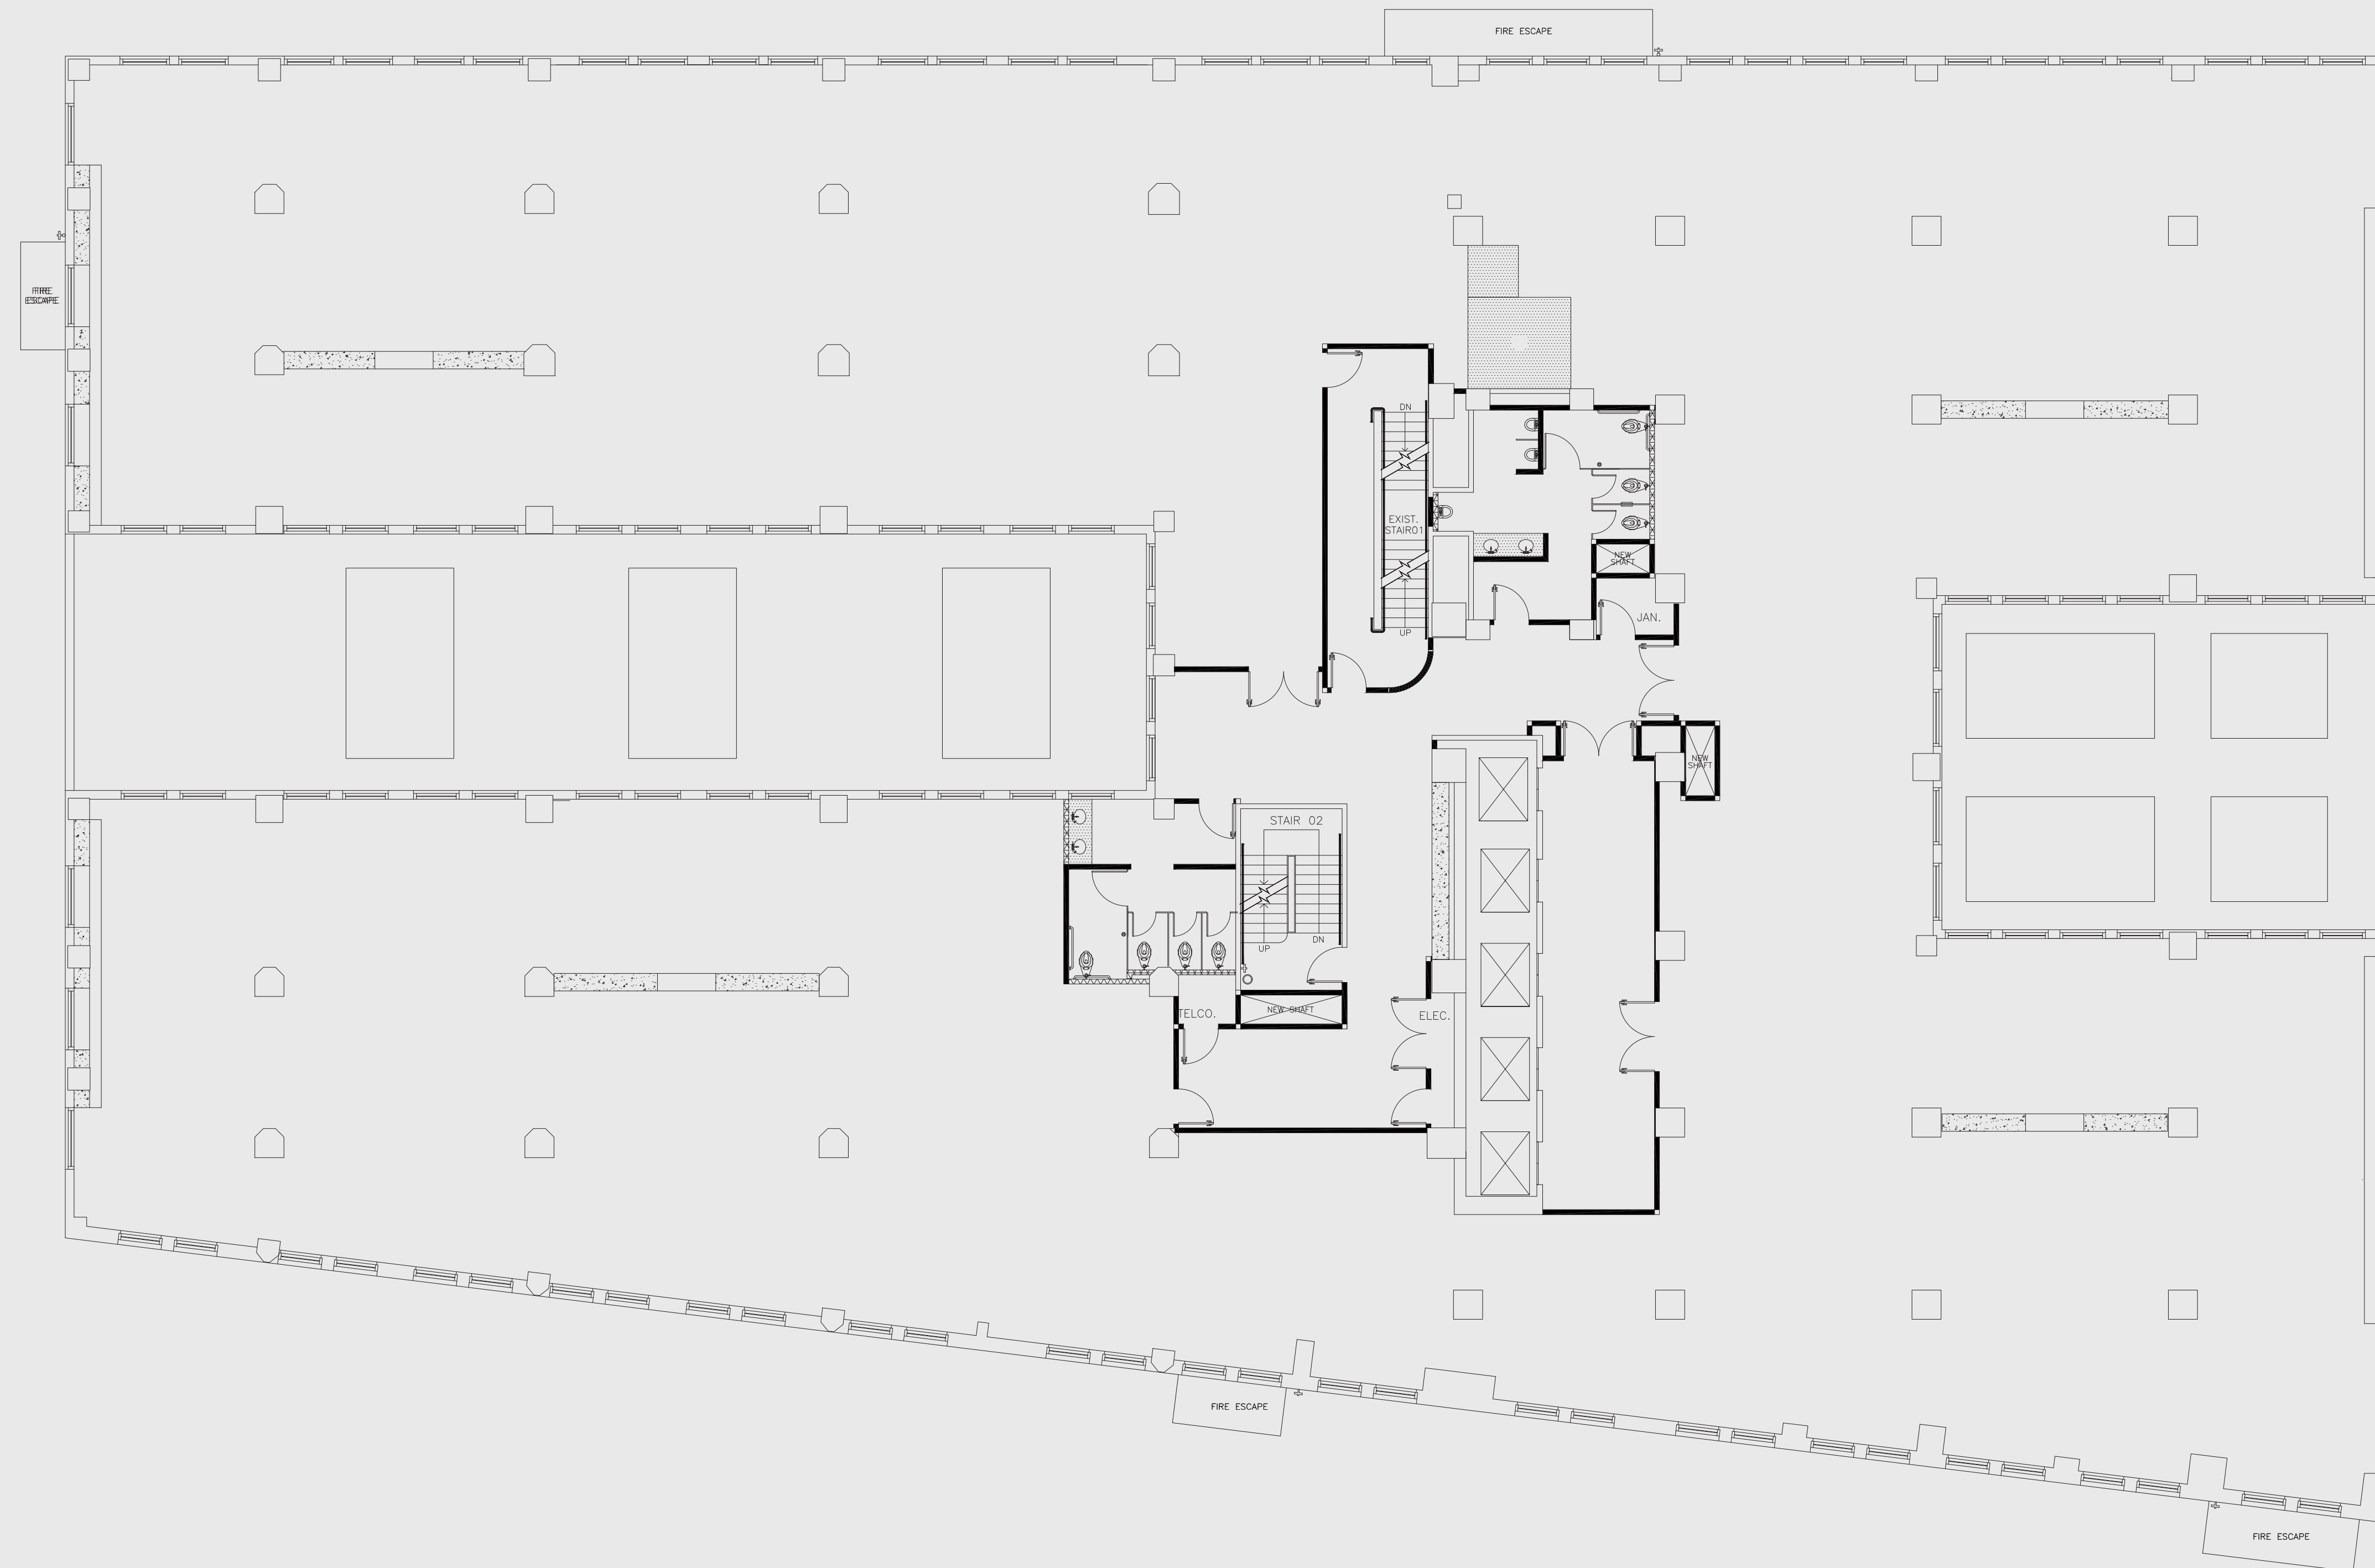 FIRE ESCAPE
FIRE
ESCAPE
DN
EXIST.
STAIR01
UP
NEW
SHAFT
JAN.
NEW
SHAFT
STAIR 02
UP
DN
TELCO.
NEW SHAFT
ELEC.
FIRE ESCAPE
FIRE ESCAPE